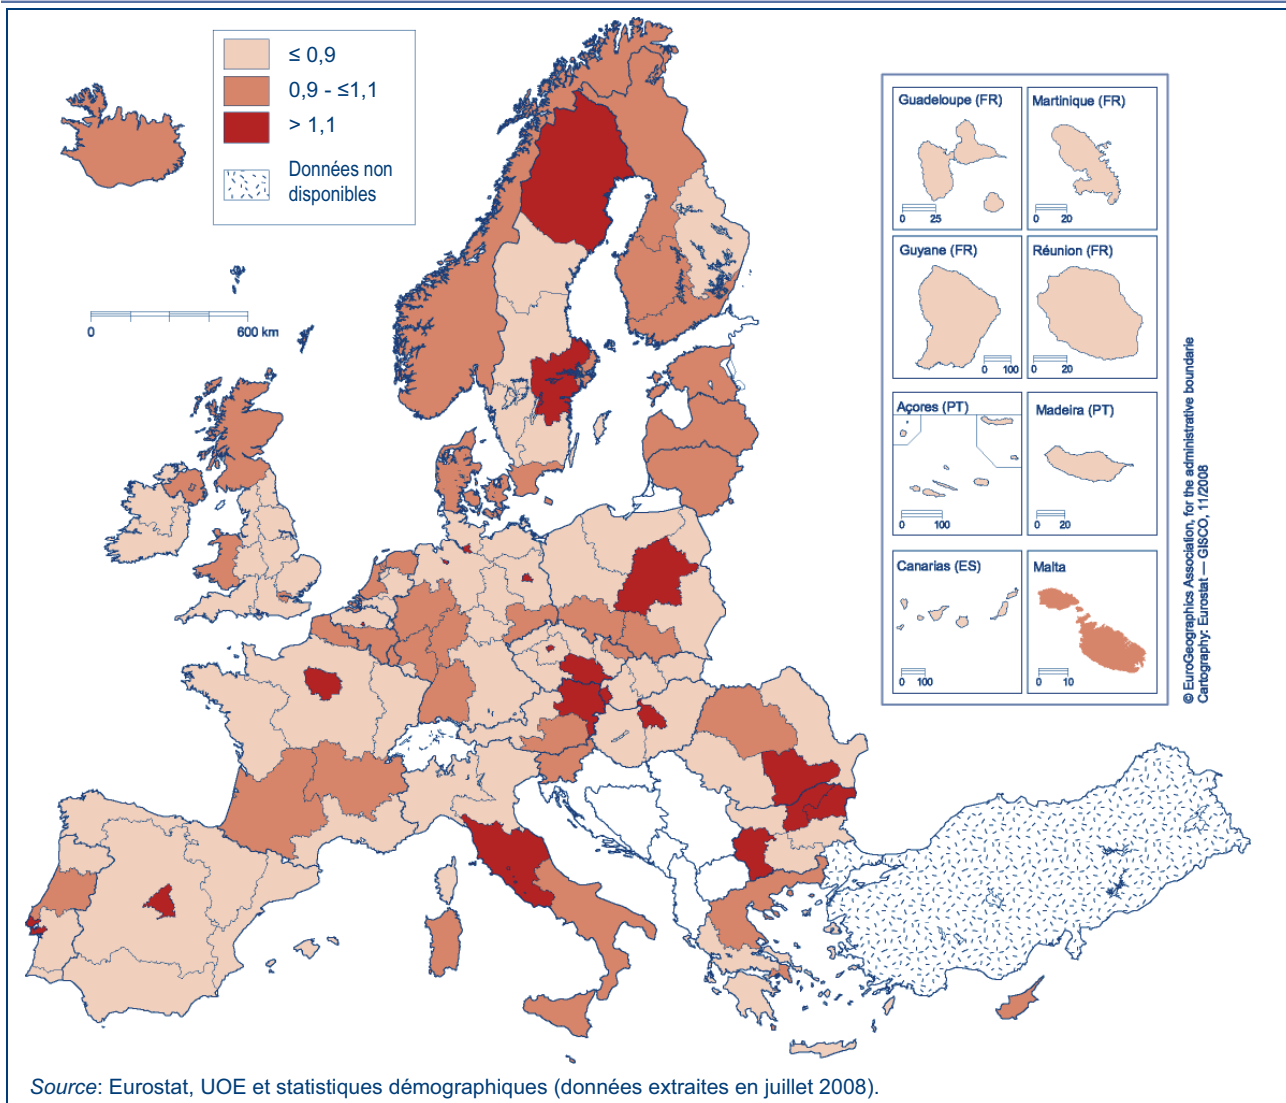 ≤ 0,9
0,9 - ≤1,1
> 1,1
Données non
disponibles
0
600 km
Guadeloupe (FR)
0
25
Martinique (FR)
0
20
Guyane (FR)
0
100
Réunion (FR)
0
20
Açores (PT)
0
100
Madeira (PT)
0
20
Canarias (ES)
0
100
Malta
0
10
© EuroGeographics Association, for the administrative boundarie
Cartography: Eurostat — GISCO, 11/2008
Source: Eurostat, UOE et statistiques démographiques (données extraites en juillet 2008).